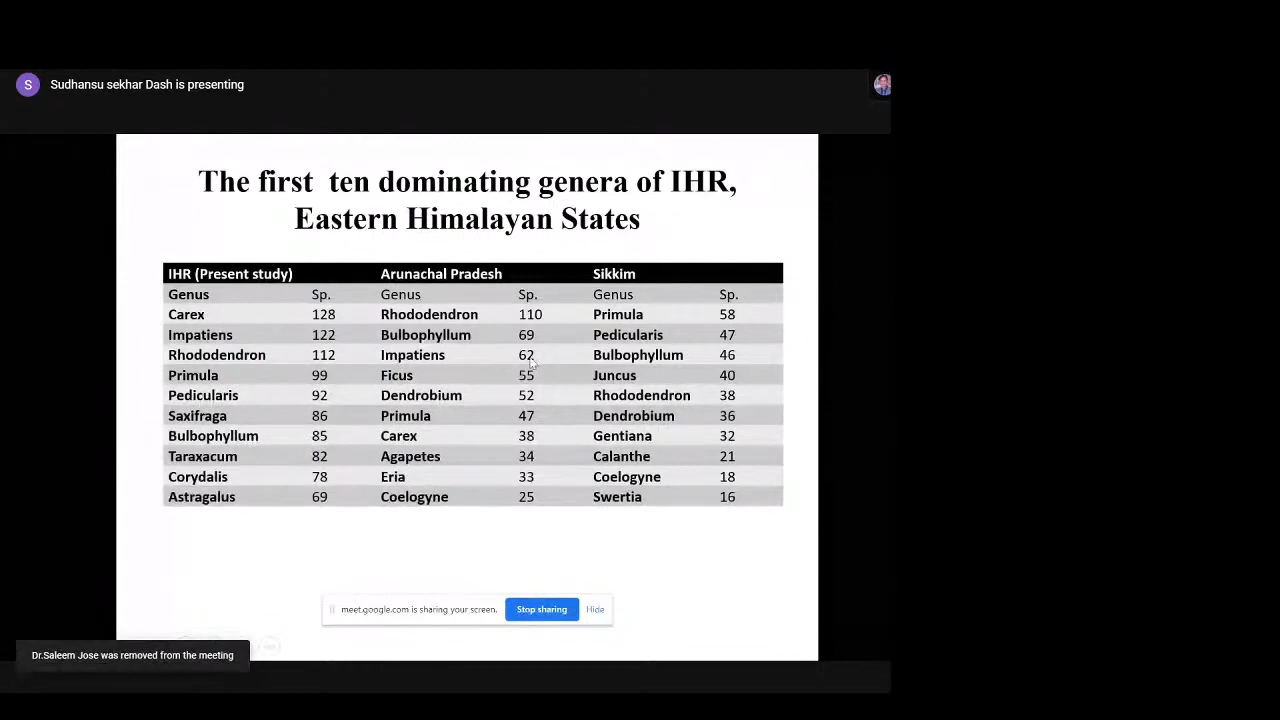 S Sudhansu sekhar Dash is presenting
The first ten dominating genera of IHR,
Eastern Himalayan States
IHR (Present study) Arunachal Pradesh Sikkim
Genus Sp. Genus Sp. Genus Sp.
Carex 128 Rhododendron 110 Primula 58
Impatiens 122 Bulbophyllum 69 Pedicularis 47
Rhododendron 112 Impatiens 62 Bulbophyllum 46
Primula 99 Ficus 55 Juncus 40
Pedicularis 92 Dendrobium 52 Rhododendron 38
Saxifraga 86 Primula 47 Dendrobium 36
Bulbophyllum 85 Carex 38 Gentiana 32
Taraxacum 82 Agapetes 34 Calanthe 21
Corydalis 78 Eria 33 Coelogyne 18
Astragalus 69 Coelogyne 25 Swertia 16
meet.google.com is sharing your screen. Stop sharing Hide
Dr.Saleem Jose was removed from the meeting